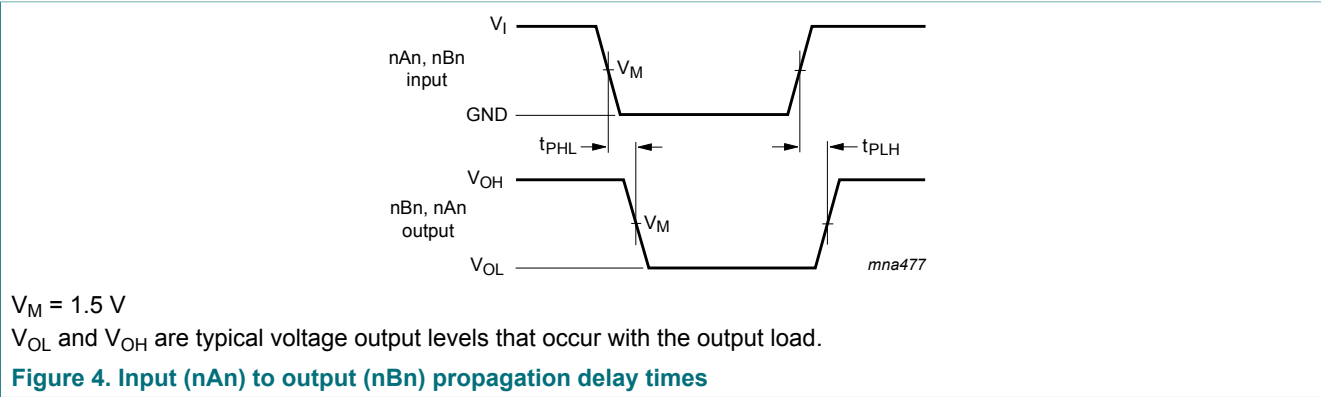 V_I
nAn, nBn
input
V_M
GND
t_PHL
t_PLH
V_OH
nBn, nAn
output
V_M
V_OL
mna477
V_M = 1.5 V
V_OL and V_OH are typical voltage output levels that occur with the output load.
Figure 4. Input (nAn) to output (nBn) propagation delay times